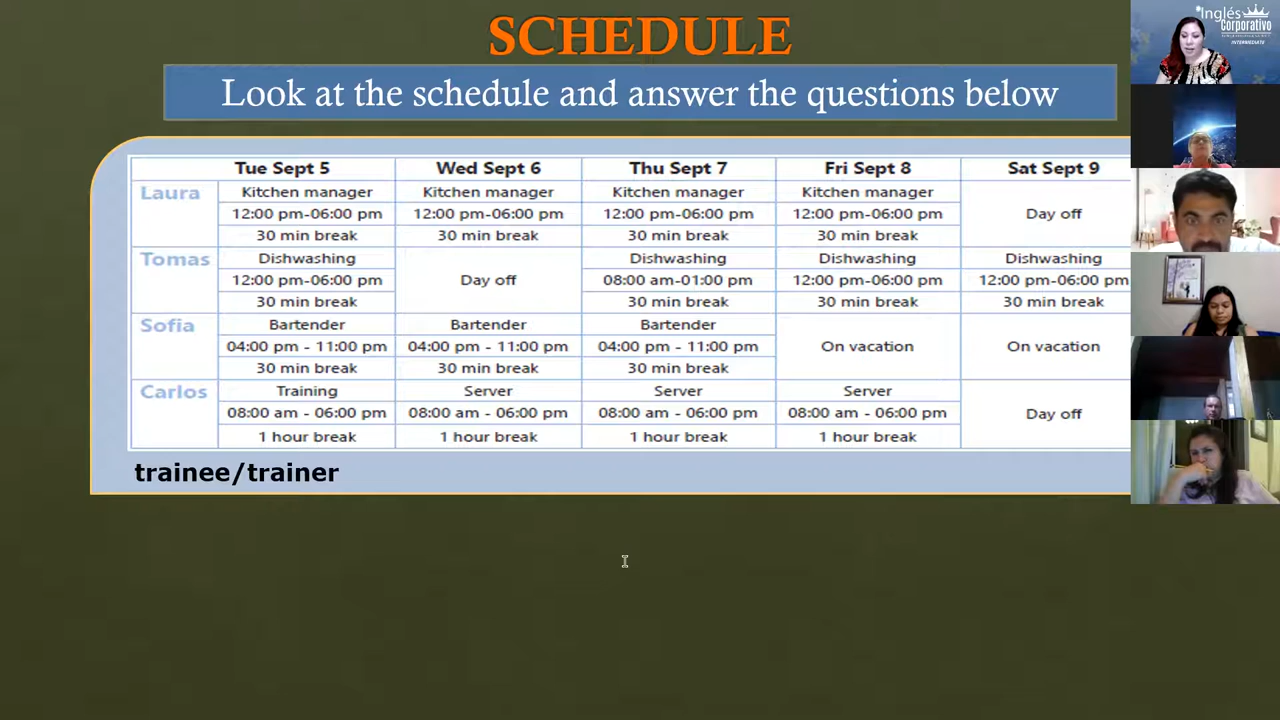 SCHEDULE
Look at the schedule and answer the questions below
Tue Sept 5 Wed Sept 6 Thu Sept 7 Fri Sept 8 Sat Sept 9
Laura Kitchen manager Kitchen manager Kitchen manager Kitchen manager
12:00 pm-06:00 pm 12:00 pm-06:00 pm 12:00 pm-06:00 pm 12:00 pm-06:00 pm Day off
30 min break 30 min break 30 min break 30 min break
Tomas Dishwashing Dishwashing Dishwashing Dishwashing
12:00 pm-06:00 pm Day off 08:00 am-01:00 pm 12:00 pm-06:00 pm 12:00 pm-06:00 pm
30 min break 30 min break 30 min break 30 min break
Sofia Bartender Bartender Bartender
04:00 pm - 11:00 pm 04:00 pm - 11:00 pm 04:00 pm - 11:00 pm On vacation On vacation
30 min break 30 min break 30 min break
Carlos Training Server Server Server
08:00 am - 06:00 pm 08:00 am - 06:00 pm 08:00 am - 06:00 pm 08:00 am - 06:00 pm Day off
1 hour break 1 hour break 1 hour break 1 hour break
trainee/trainer
Inglés
Corporativo
INTERMEDIATE